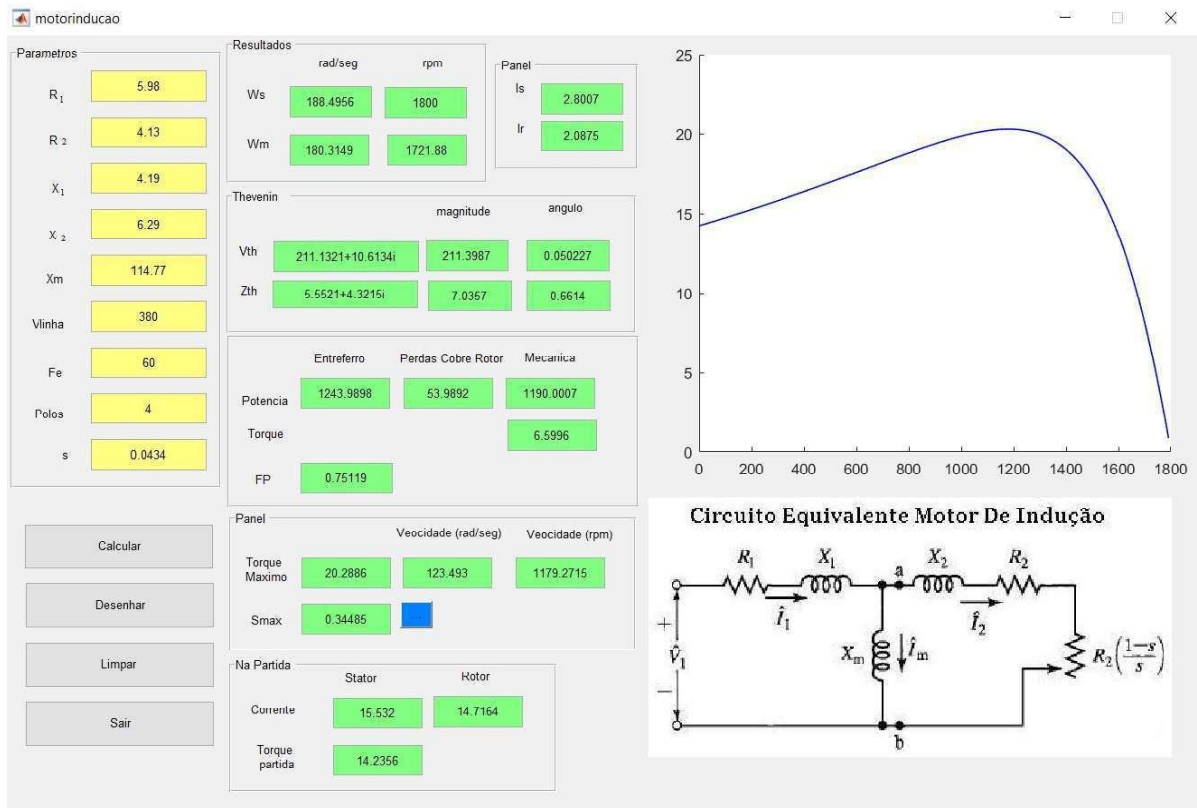 motorinducao
Parametros
R1 5.98
R2 4.13
X1 4.19
X2 6.29
Xm 114.77
Vlinha 380
Fe 60
Polos 4
s 0.0434
Calcular
Desenhar
Limpar
Sair
Resultados
rad/seg rpm
Ws 188.4956 1800
Wm 180.3149 1721.88
Panel
Is 2.8007
Ir 2.0875
Thevenin
magnitude angulo
Vth 211.1321+10.6134i 211.3987 0.050227
Zth 5.5521+4.3215i 7.0357 0.6614
Entreferro Perdas Cobre Rotor Mecanica
Potencia 1243.9898 53.9892 1190.0007
Torque 6.5996
FP 0.75119
Panel
Veocidade (rad/seg) Veocidade (rpm)
Torque
Maximo 20.2886 123.493 1179.2715
Smax 0.34485 ...
Na Partida
Stator Rotor
Corrente 15.532 14.7164
Torque
partida 14.2356
25
20
15
10
5
0
0 200 400 600 800 1000 1200 1400 1600 1800
Circuito Equivalente Motor De Indução
R1 X1 a X2 R2
Î1 Î2
+
V̂1 Xm Îm R2(1−s/s)
−
b